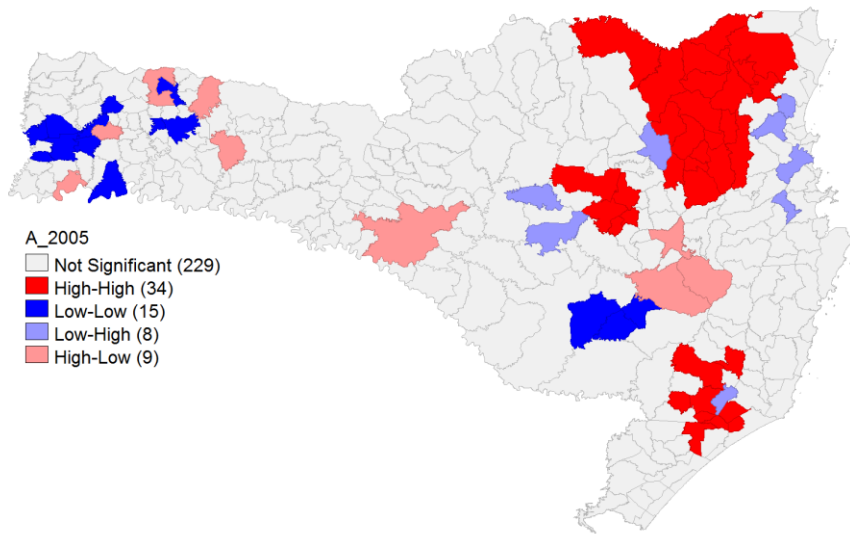 A_2005
Not Significant (229)
High-High (34)
Low-Low (15)
Low-High (8)
High-Low (9)